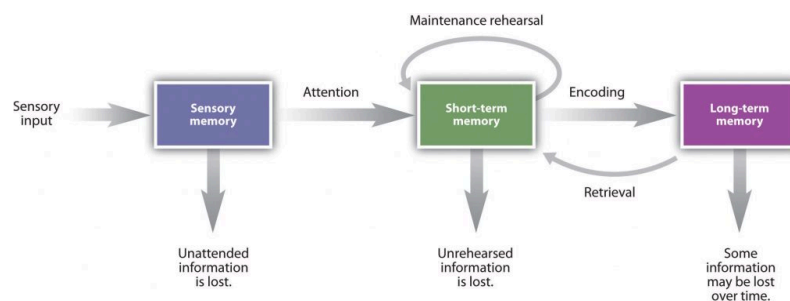 Maintenance rehearsal
Sensory
input
Sensory
memory
Attention
Short-term
memory
Encoding
Long-term
memory
Retrieval
Unattended
information
is lost.
Unrehearsed
information
is lost.
Some
information
may be lost
over time.